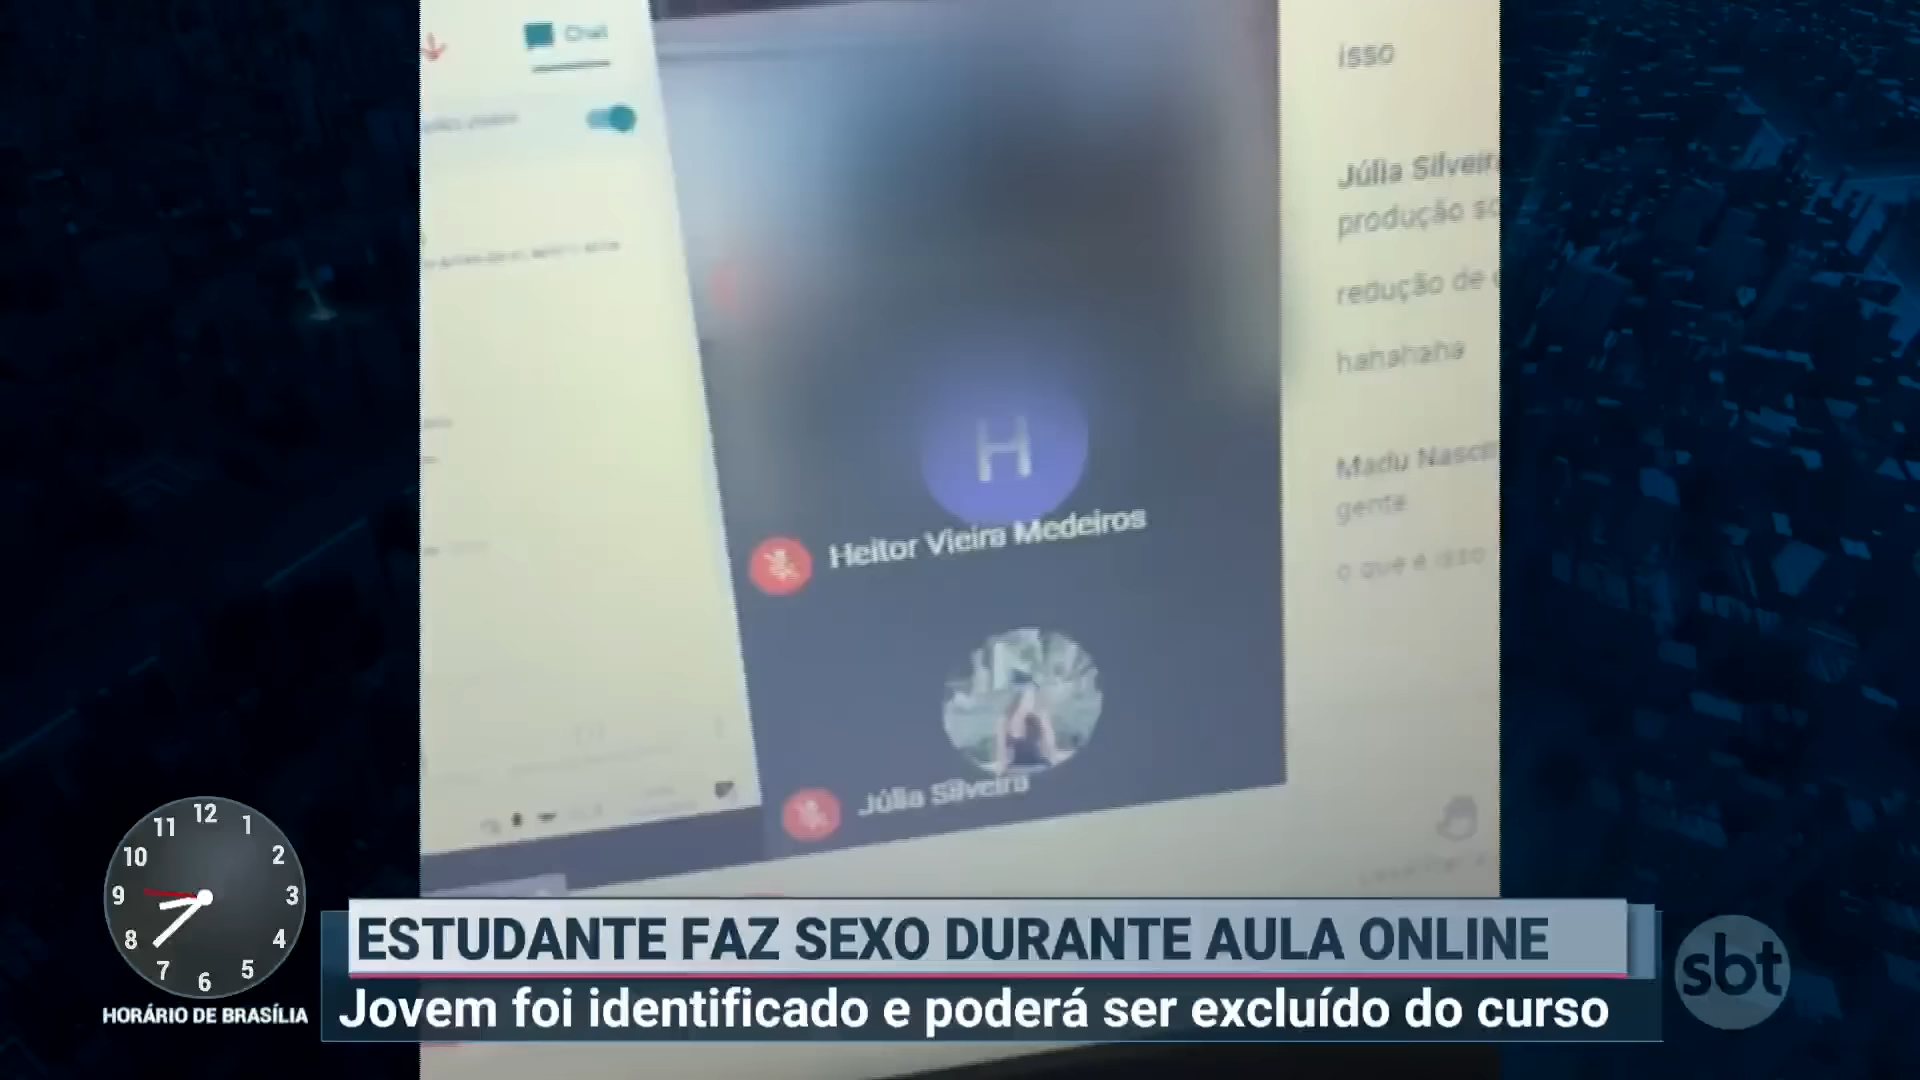 Chat
isso
Júlia Silveir
produção so
redução de
hahahaha
Madu Nasci
gente
o que é isso
H
Heitor Vieira Medeiros
Júlia Silveira
12
1
2
3
4
5
6
7
8
9
10
11
HORÁRIO DE BRASÍLIA
ESTUDANTE FAZ SEXO DURANTE AULA ONLINE
Jovem foi identificado e poderá ser excluído do curso
sbt